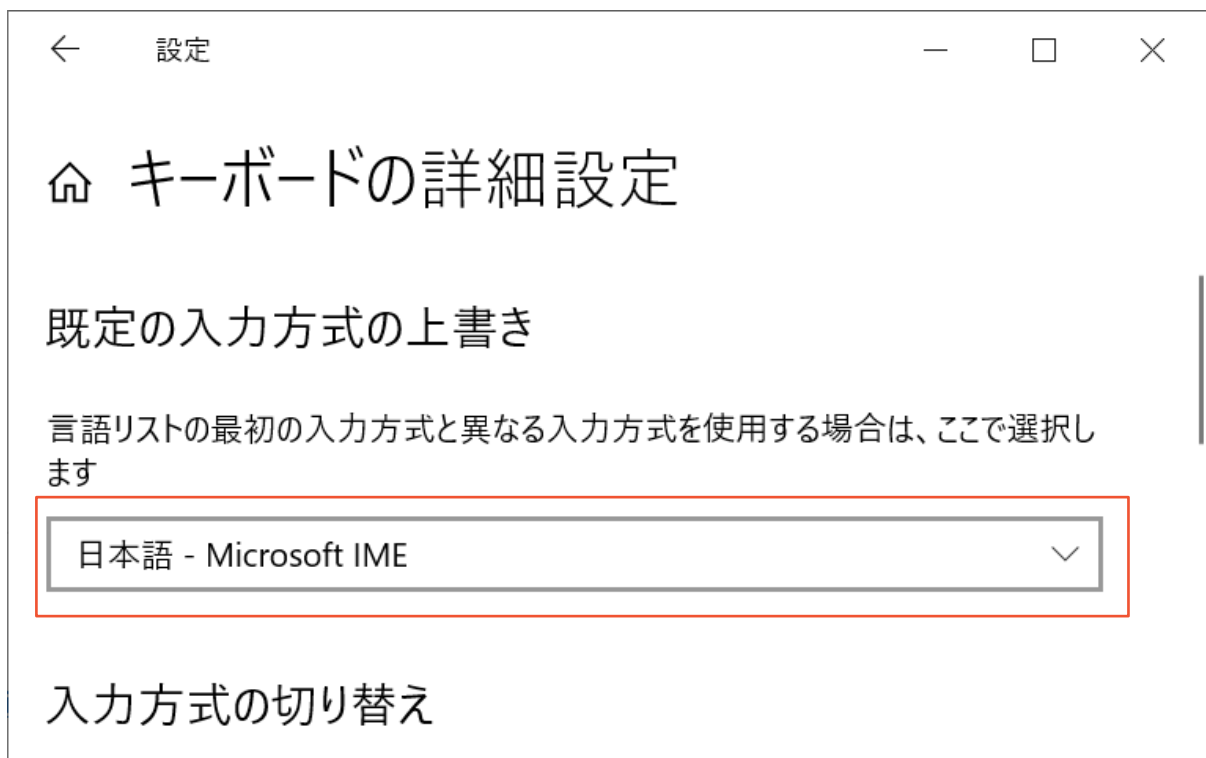 設定
キーボードの詳細設定
既定の入力方式の上書き
言語リストの最初の入力方式と異なる入力方式を使用する場合は、ここで選択し
ます
日本語 - Microsoft IME
入力方式の切り替え